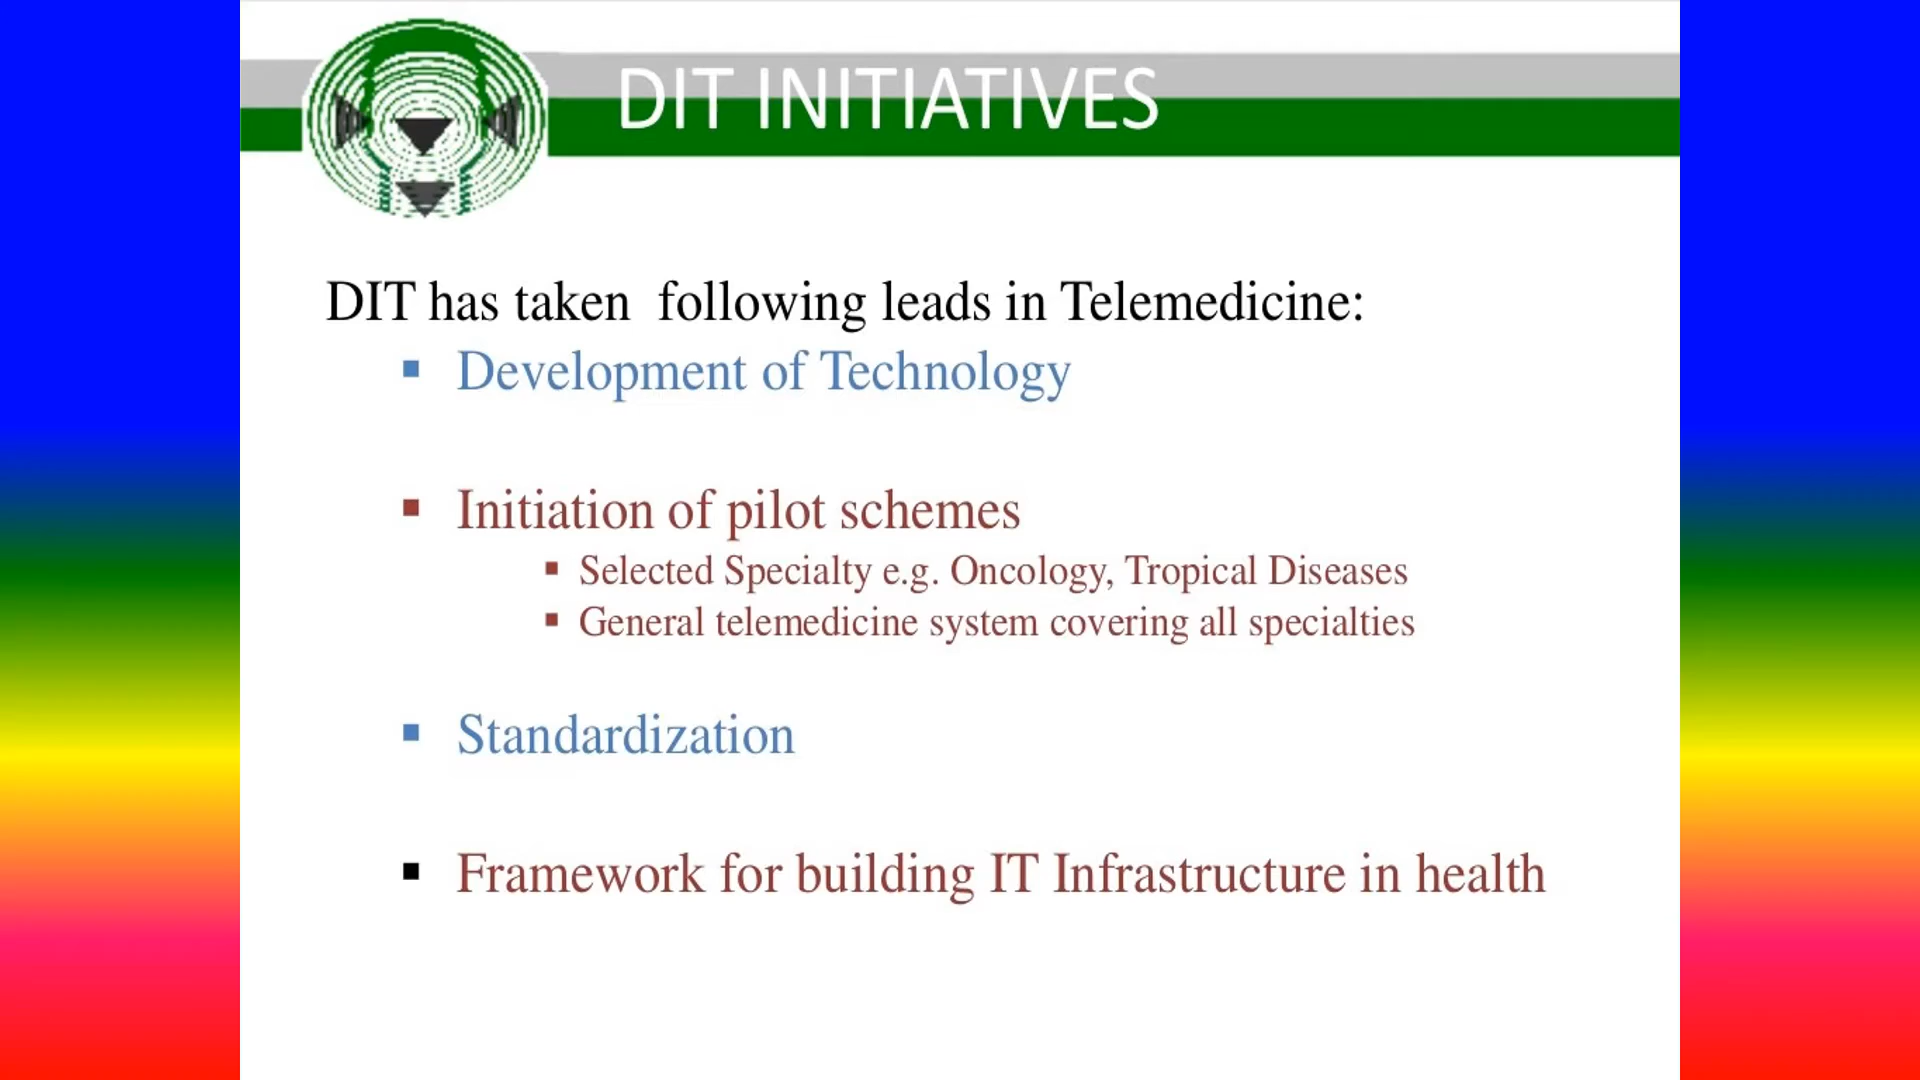 DIT INITIATIVES
DIT has taken  following leads in Telemedicine:
▪ Development of Technology
▪ Initiation of pilot schemes
▪ Selected Specialty e.g. Oncology, Tropical Diseases
▪ General telemedicine system covering all specialties
▪ Standardization
▪ Framework for building IT Infrastructure in health